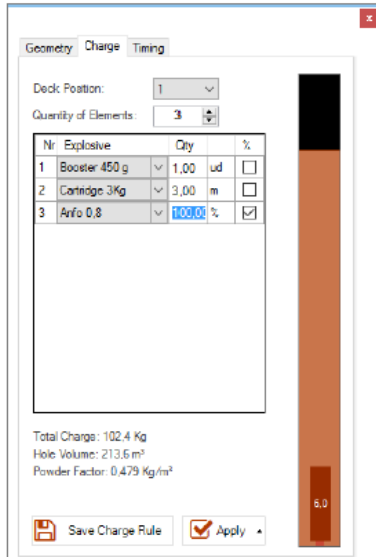 x
Geometry Charge Timing
Deck Position: 1
Quantity of Elements: 3
Nr Explosive Qty %
1 Booster 450 g 1,00 ud
2 Cartridge 3Kg 3,00 m
3 Anfo 0,8 100,00 %
Total Charge: 102,4 Kg
Hole Volume: 213,6 m³
Powder Factor: 0,479 Kg/m³
6,0
Save Charge Rule Apply